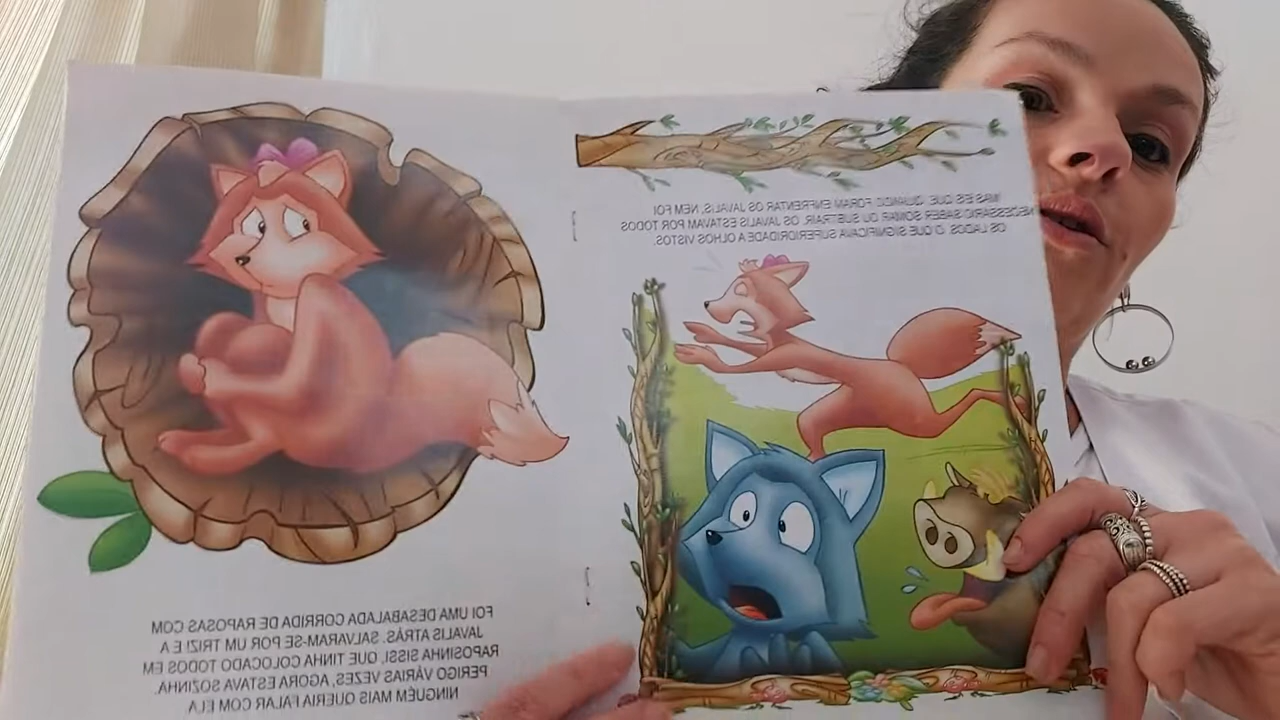 MAS EIS QUE, QUANDO FORAM ENFRENTAR OS JAVALIS, NEM FOI
NECESSÁRIO SABER SOMAR OU SUBTRAIR. OS JAVALIS ESTAVAM POR TODOS
OS LADOS, O QUE SIGNIFICAVA SUPERIORIDADE A OLHOS VISTOS.
FOI UMA DESABALADA CORRIDA DE RAPOSAS COM
JAVALIS ATRÁS. SALVARAM-SE POR UM TRIZ! E A
RAPOSINHA SISSI, QUE TINHA COLOCADO TODOS EM
PERIGO VÁRIAS VEZES, AGORA ESTAVA SOZINHA.
NINGUÉM MAIS QUERIA FALAR COM ELA